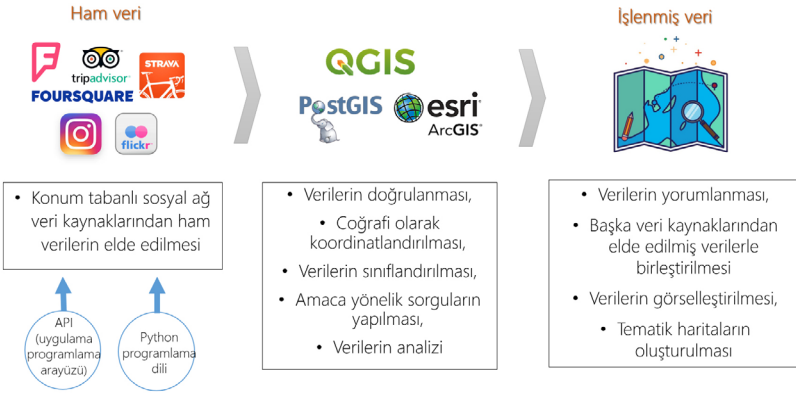 Ham veri
tripadvisor
STRAVA
FOURSQUARE
flickr
• Konum tabanlı sosyal ağ
veri kaynaklarından ham
verilerin elde edilmesi
API
(uygulama
programlama
arayüzü)
Python
programlama
dili
QGIS
PostGIS
esri
ArcGIS
• Verilerin doğrulanması,
• Coğrafi olarak
koordinatlandırılması,
• Verilerin sınıflandırılması,
• Amaca yönelik sorguların
yapılması,
• Verilerin analizi
İşlenmiş veri
• Verilerin yorumlanması,
• Başka veri kaynaklarından
elde edilmiş verilerle
birleştirilmesi
• Verilerin görselleştirilmesi,
• Tematik haritaların
oluşturulması